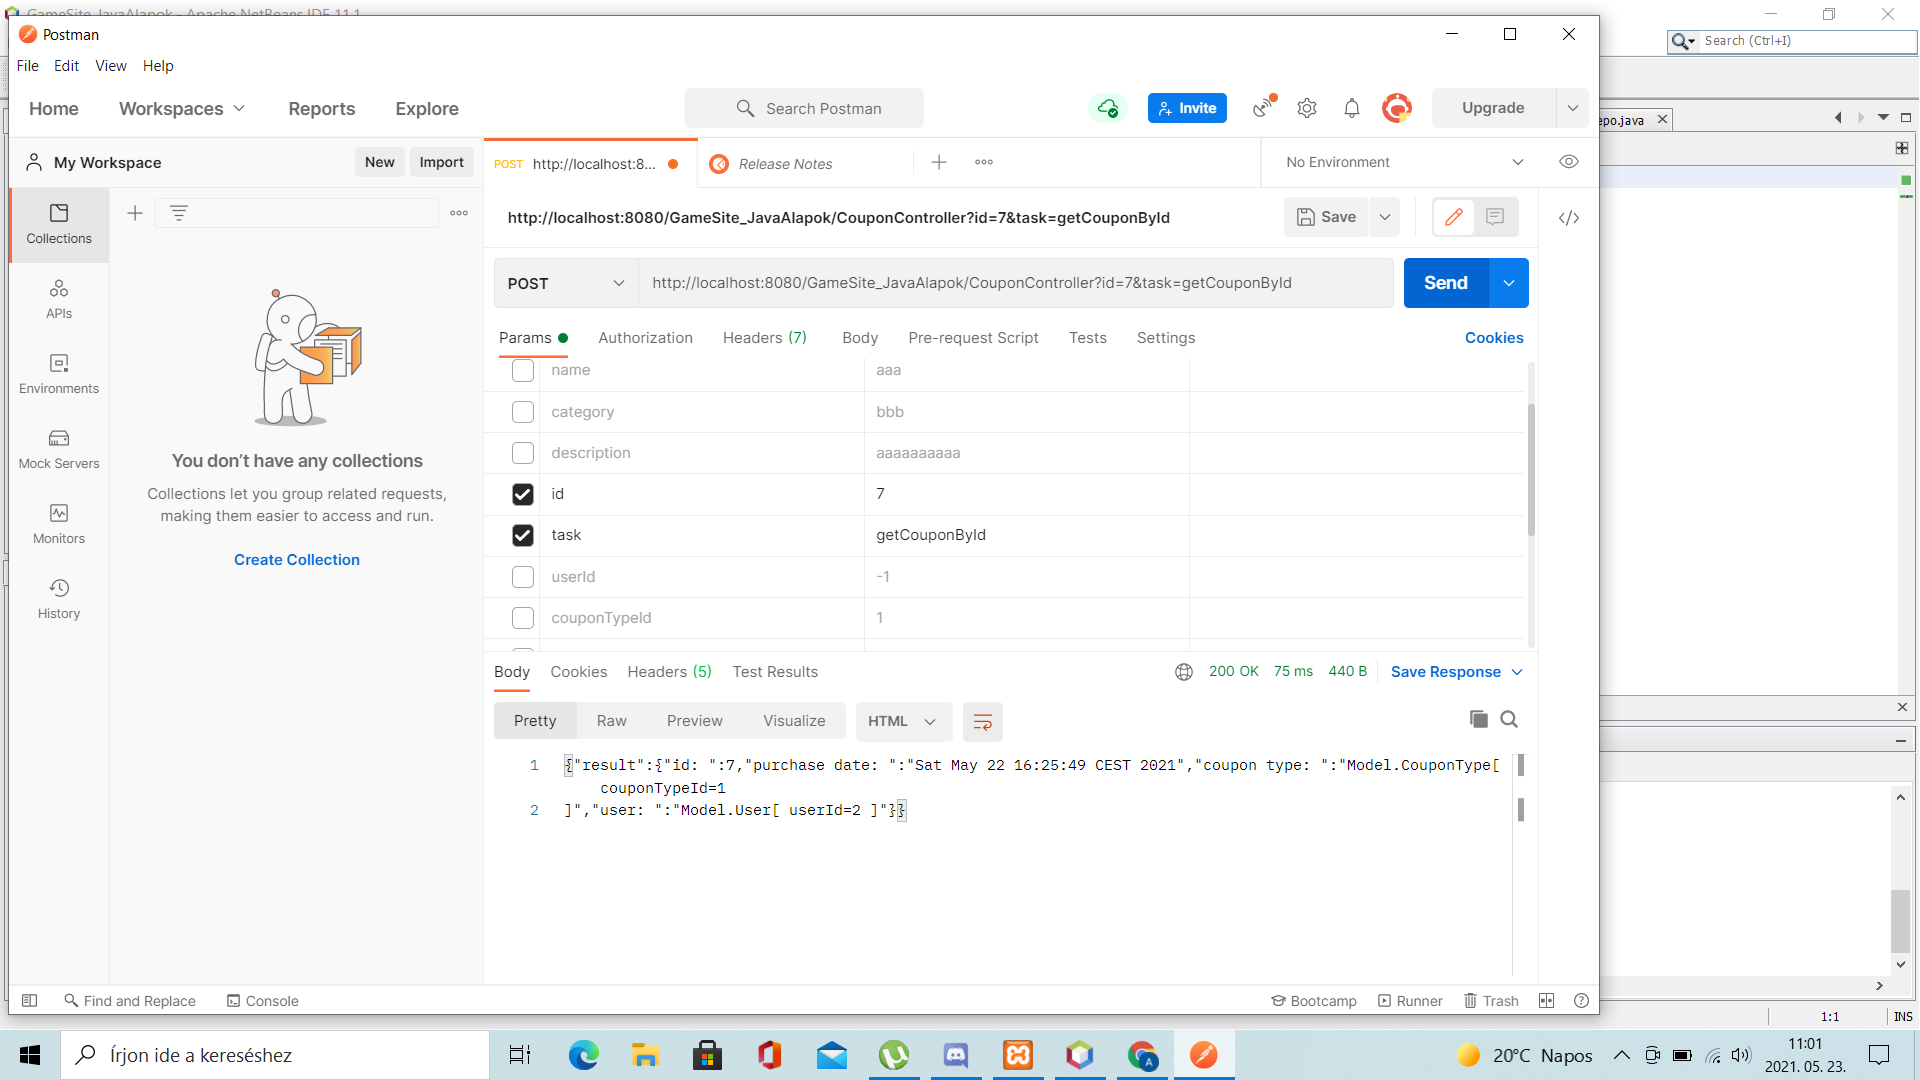 GameSite_JavaAlapok - Apache NetBeans IDE 11.1
Postman
File Edit View Help
Search (Ctrl+I)
Home Workspaces Reports Explore
Search Postman
Invite
Upgrade
epo.java
My Workspace
New Import
POST http://localhost:8...
Release Notes
No Environment
http://localhost:8080/GameSite_JavaAlapok/CouponController?id=7&task=getCouponById
Save
Collections
APIs
Environments
Mock Servers
Monitors
History
You don't have any collections
Collections let you group related requests,
making them easier to access and run.
Create Collection
POST
http://localhost:8080/GameSite_JavaAlapok/CouponController?id=7&task=getCouponById
Send
Params Authorization Headers (7) Body Pre-request Script Tests Settings Cookies
name aaa
category bbb
description aaaaaaaaaa
id 7
task getCouponById
userId -1
couponTypeId 1
Body Cookies Headers (5) Test Results
200 OK 75 ms 440 B Save Response
Pretty Raw Preview Visualize HTML
1 {"result":{"id: ":7,"purchase date: ":"Sat May 22 16:25:49 CEST 2021","coupon type: ":"Model.CouponType[
couponTypeId=1
2 ]","user: ":"Model.User[ userId=2 ]"}}
Find and Replace Console
Bootcamp Runner Trash
1:1 INS
Írjon ide a kereséshez
20°C Napos
11:01
2021. 05. 23.